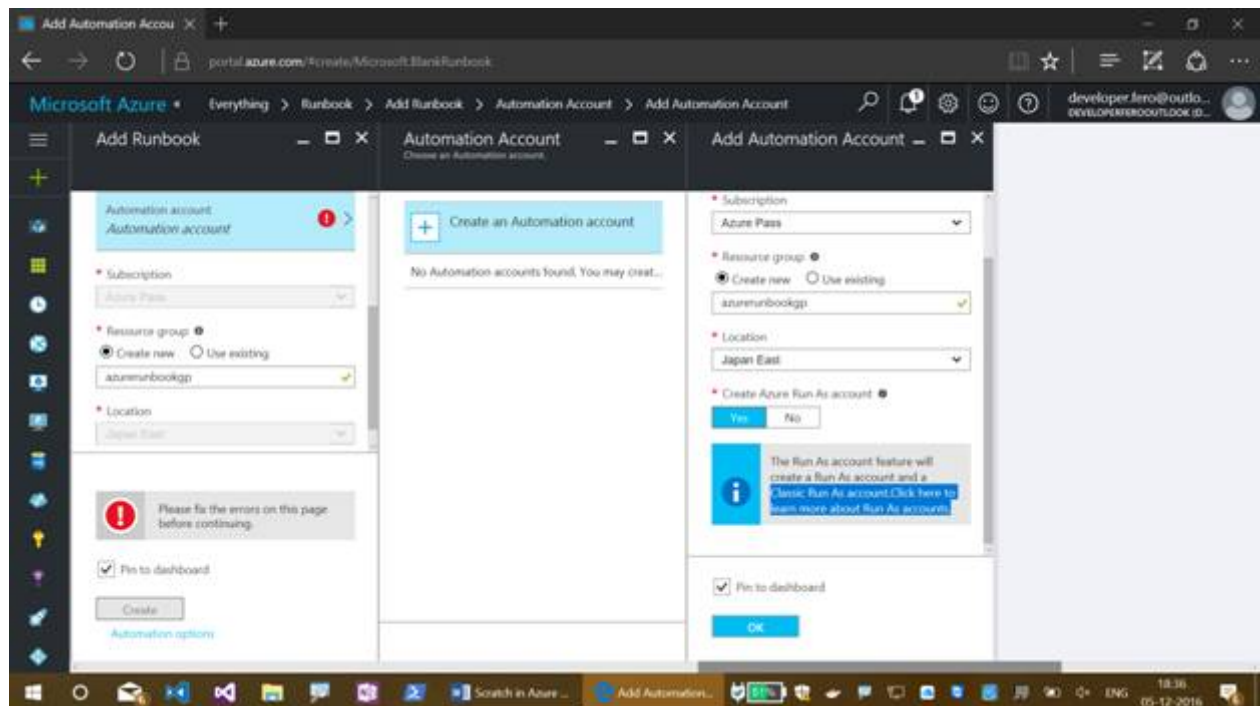 Add Automation Accou
portal.azure.com/#create/Microsoft.BlankRunbook
Microsoft Azure
Everything > Runbook > Add Runbook > Automation Account > Add Automation Account
developer.fero@outlo...
DEVELOPERFEROOUTLOOK (D...
Add Runbook
Automation account
Automation account
* Subscription
Azure Pass
* Resource group
Create new
Use existing
azurerunbookgp
* Location
Japan East
Please fix the errors on this page
before continuing.
Pin to dashboard
Create
Automation options
Automation Account
Choose an Automation account.
Create an Automation account
No Automation accounts found. You may creat...
Add Automation Account
* Subscription
Azure Pass
* Resource group
Create new
Use existing
azurerunbookgp
* Location
Japan East
* Create Azure Run As account
Yes
No
The Run As account feature will
create a Run As account and a
Classic Run As account.Click here to
learn more about Run As accounts.
Pin to dashboard
OK
Scratch in Azure ...
Add Automation...
61%
ENG
18:36
05-12-2016